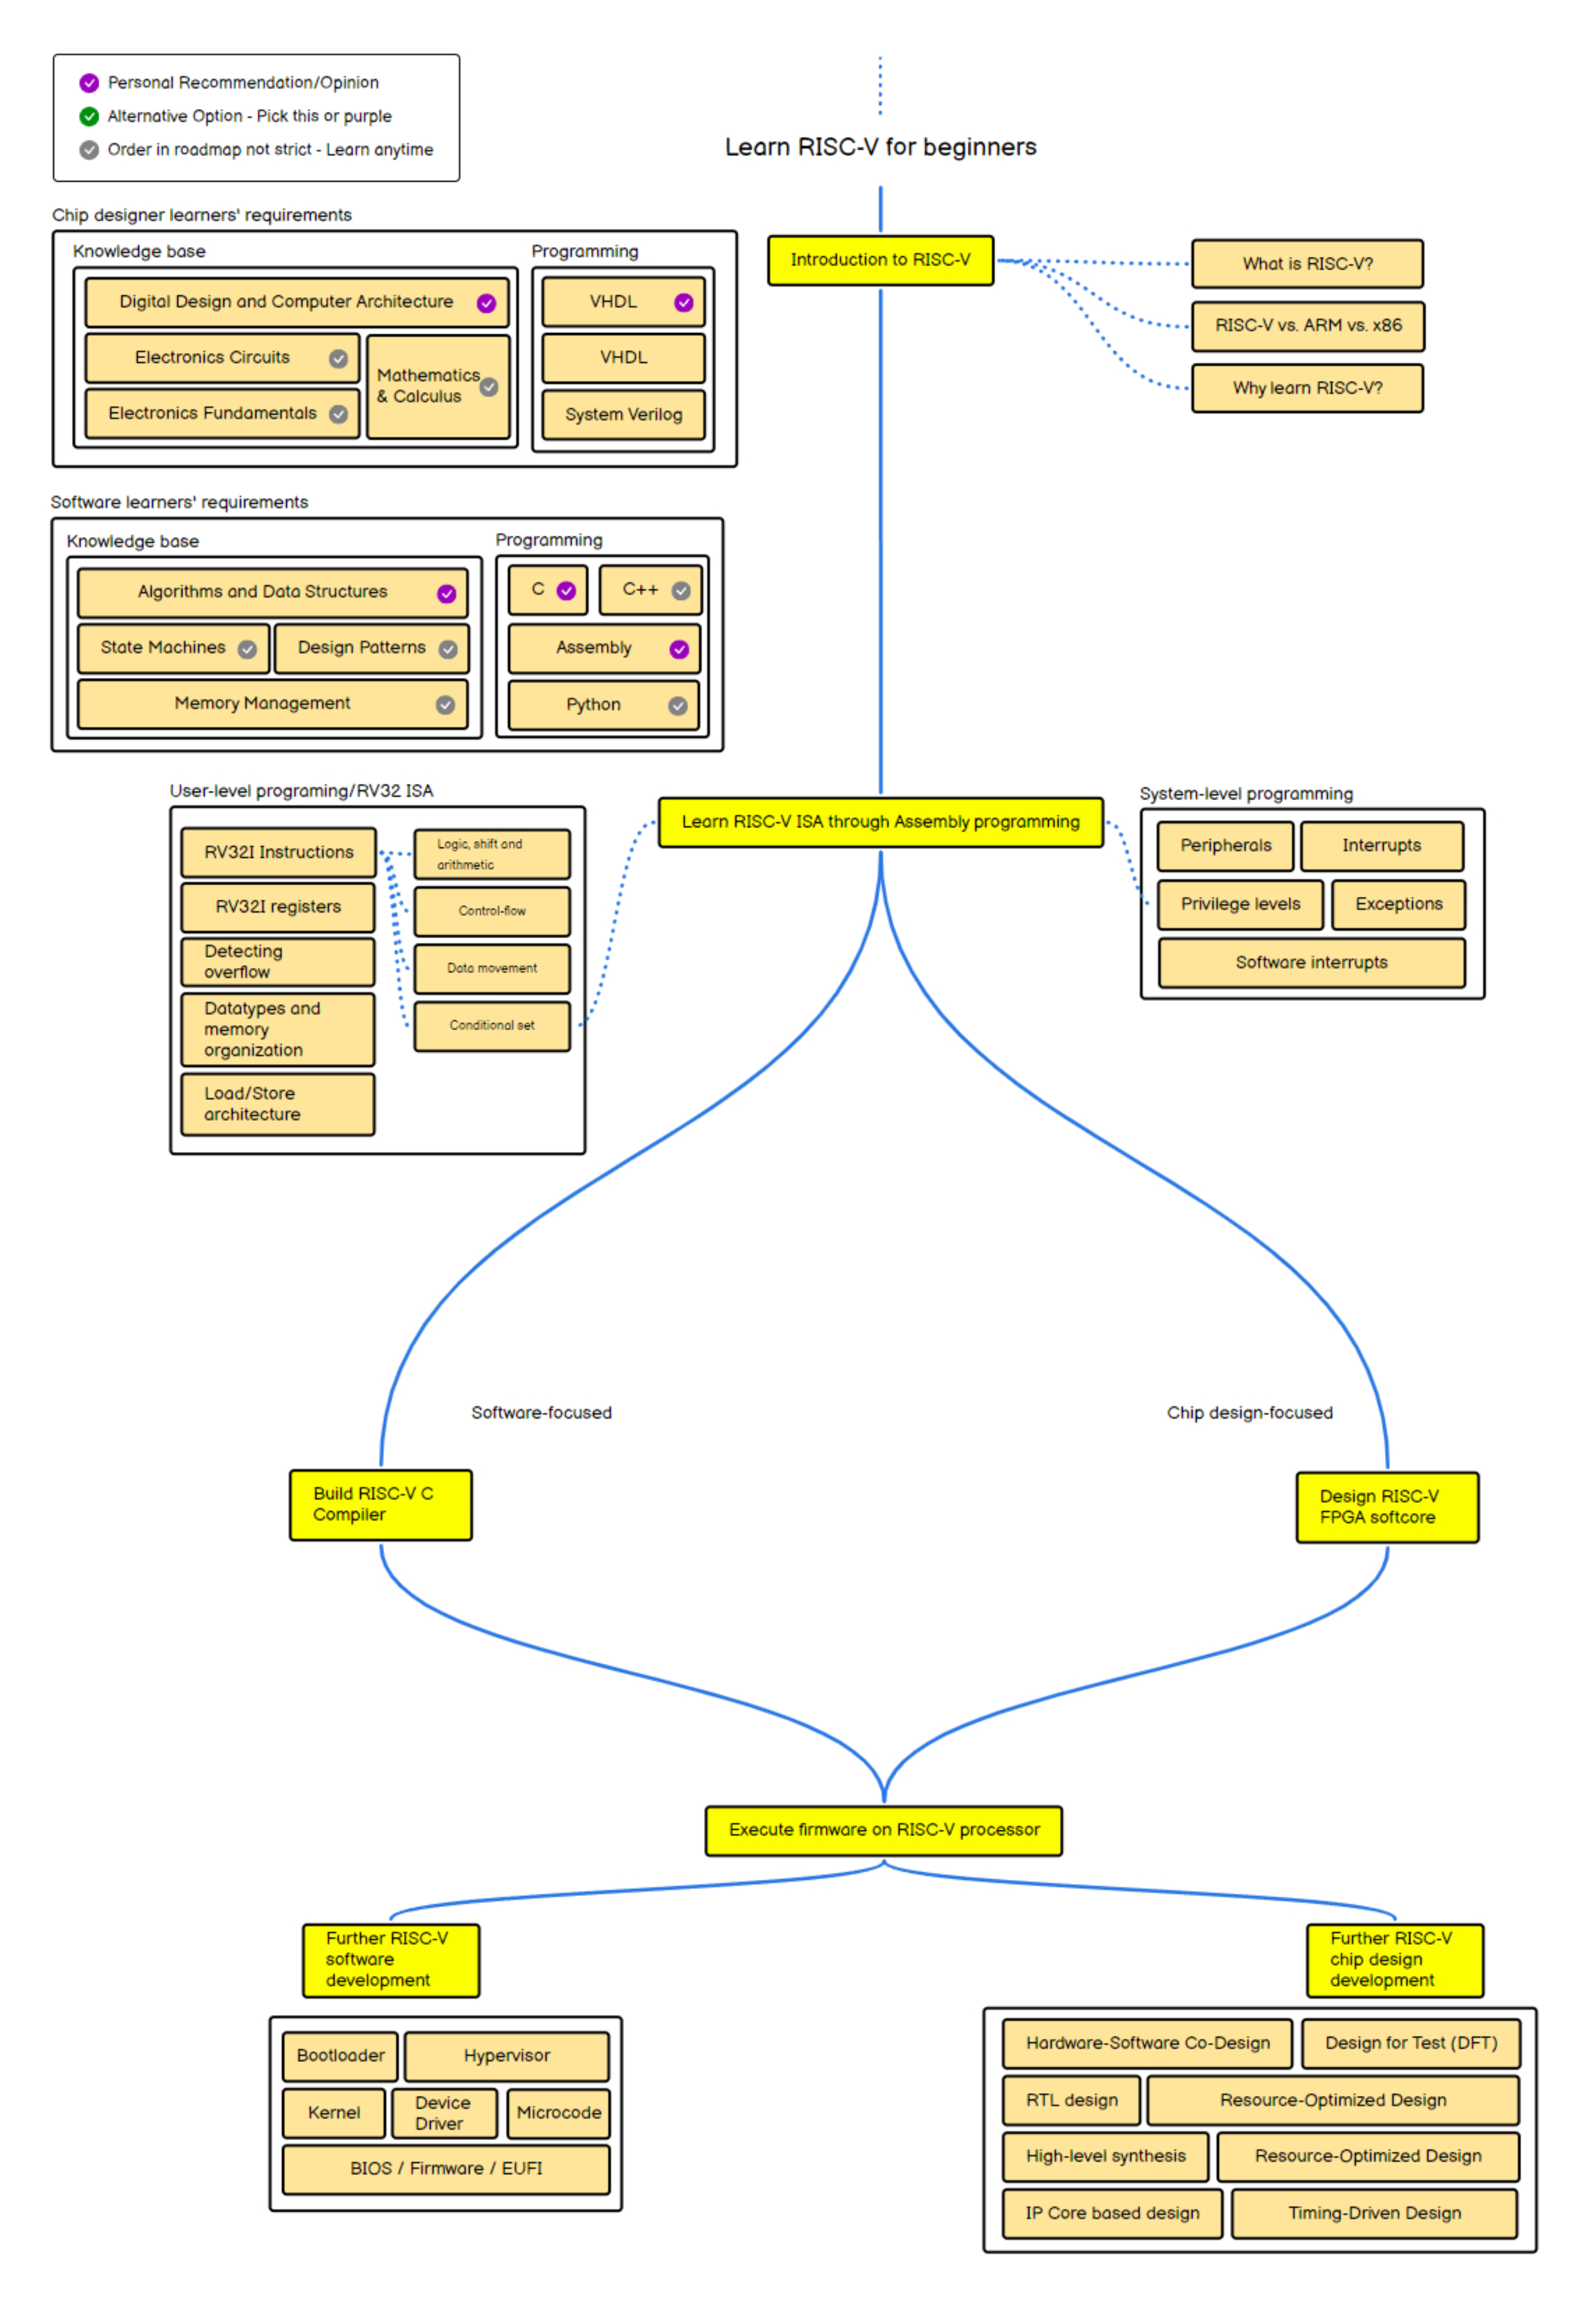 Personal Recommendation/Opinion
Alternative Option - Pick this or purple
Order in roadmap not strict - Learn anytime
Learn RISC-V for beginners
Chip designer learners' requirements
Knowledge base
Programming
Digital Design and Computer Architecture
VHDL
Electronics Circuits
Mathematics
& Calculus
VHDL
Electronics Fundamentals
System Verilog
Introduction to RISC-V
What is RISC-V?
RISC-V vs. ARM vs. x86
Why learn RISC-V?
Software learners' requirements
Knowledge base
Programming
Algorithms and Data Structures
C
C++
State Machines
Design Patterns
Assembly
Memory Management
Python
User-level programing/RV32 ISA
RV32I Instructions
Logic, shift and
arithmetic
RV32I registers
Control-flow
Detecting
overflow
Data movement
Datatypes and
memory
organization
Conditional set
Load/Store
architecture
Learn RISC-V ISA through Assembly programming
System-level programming
Peripherals
Interrupts
Privilege levels
Exceptions
Software interrupts
Software-focused
Chip design-focused
Build RISC-V C
Compiler
Design RISC-V
FPGA softcore
Execute firmware on RISC-V processor
Further RISC-V
software
development
Further RISC-V
chip design
development
Bootloader
Hypervisor
Kernel
Device
Driver
Microcode
BIOS / Firmware / EUFI
Hardware-Software Co-Design
Design for Test (DFT)
RTL design
Resource-Optimized Design
High-level synthesis
Resource-Optimized Design
IP Core based design
Timing-Driven Design